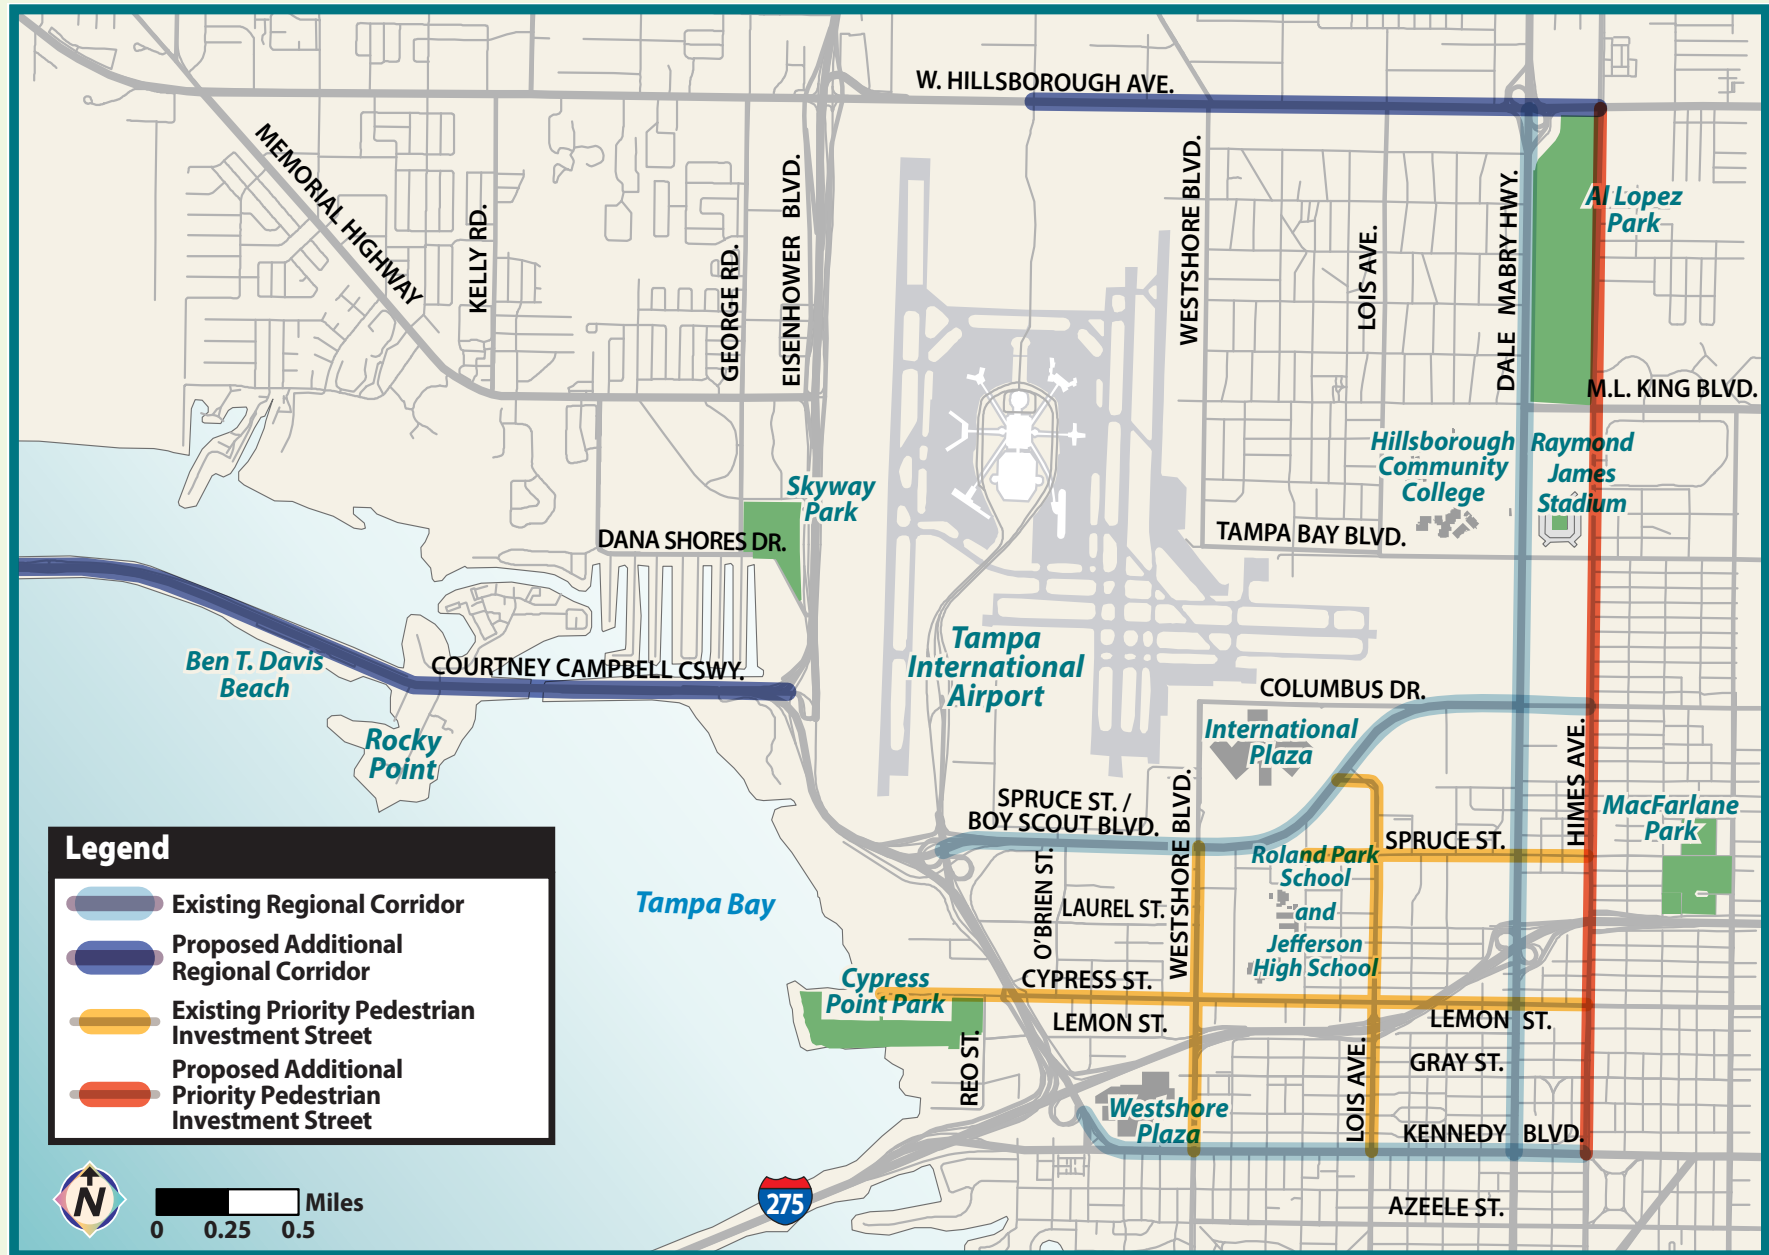 W. HILLSBOROUGH AVE.
MEMORIAL HIGHWAY
KELLY RD.
GEORGE RD.
EISENHOWER BLVD.
WESTSHORE BLVD.
LOIS AVE.
DALE MABRY HWY.
Al Lopez
Park
M.L. KING BLVD.
Hillsborough
Community
College
Raymond
James
Stadium
Skyway
Park
DANA SHORES DR.
TAMPA BAY BLVD.
Ben T. Davis
Beach
COURTNEY CAMPBELL CSWY.
Tampa
International
Airport
COLUMBUS DR.
Rocky
Point
International
Plaza
HIMES AVE.
SPRUCE ST. /
BOY SCOUT BLVD.
WESTSHORE BLVD.
MacFarlane
Park
SPRUCE ST.
Roland Park
School
and
Jefferson
High School
O'BRIEN ST.
LAUREL ST.
Tampa Bay
Cypress
Point Park
CYPRESS ST.
LEMON ST.
LEMON ST.
REO ST.
GRAY ST.
LOIS AVE.
Westshore
Plaza
KENNEDY BLVD.
AZEELE ST.
275
Legend
Existing Regional Corridor
Proposed Additional
Regional Corridor
Existing Priority Pedestrian
Investment Street
Proposed Additional
Priority Pedestrian
Investment Street
N
Miles
0 0.25 0.5